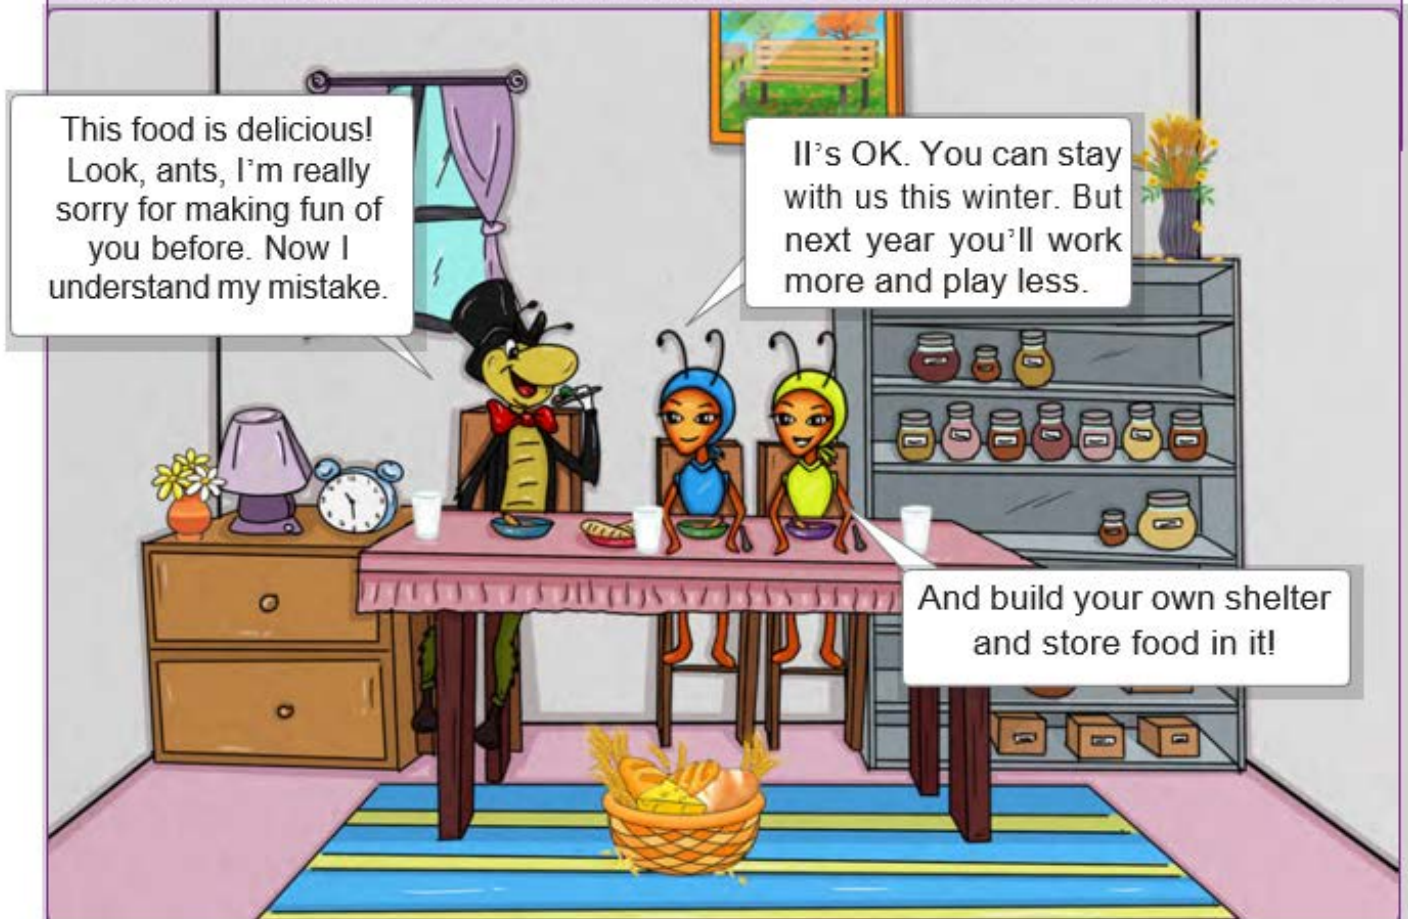 This food is delicious!
Look, ants, I'm really
sorry for making fun of
you before. Now I
understand my mistake.
II's OK. You can stay
with us this winter. But
next year you'll work
more and play less.
And build your own shelter
and store food in it!